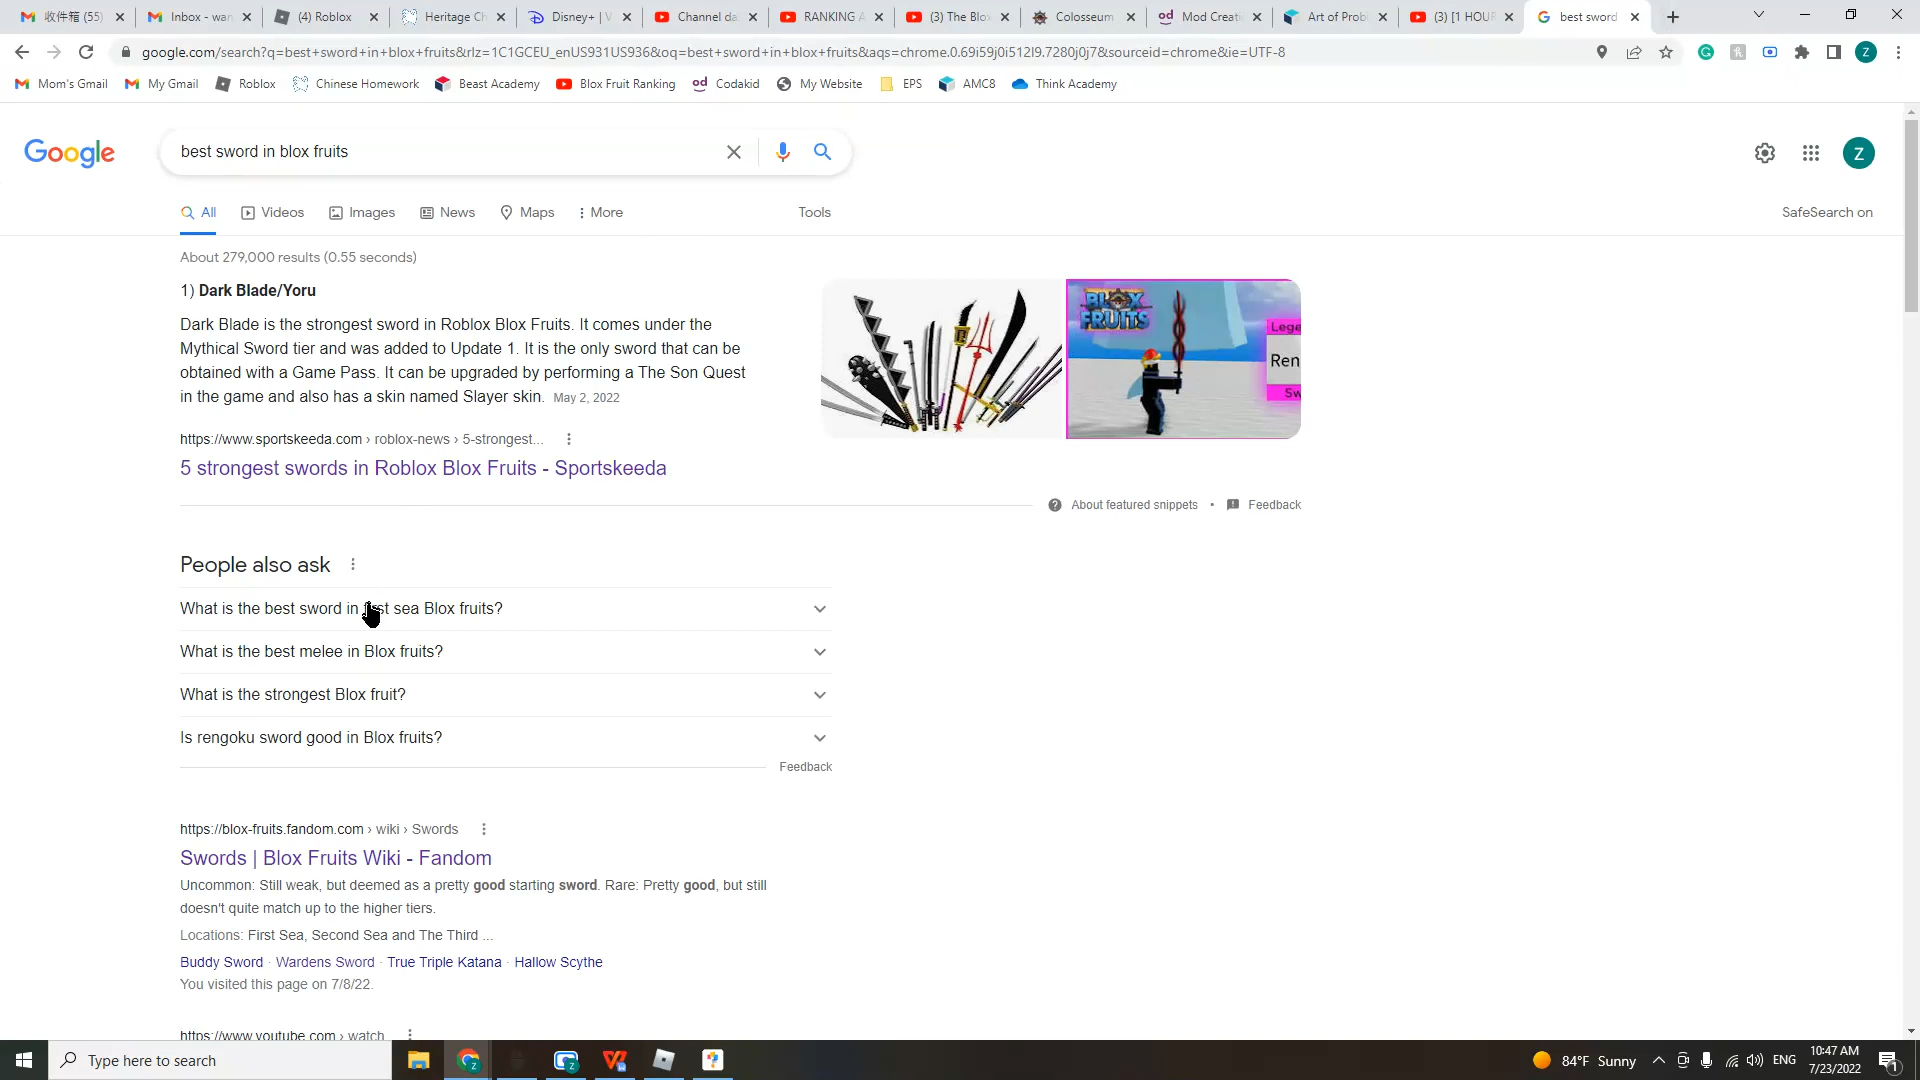 收件箱 (55)
Inbox - wan
(4) Roblox
Heritage Ch
Disney+ | V
Channel da
RANKING A
(3) The Blox
Colosseum
Mod Creati
Art of Prob
(3) [1 HOUR
best sword
google.com/search?q=best+sword+in+blox+fruits&rlz=1C1GCEU_enUS931US936&oq=best+sword+in+blox+fruits&aqs=chrome.0.69i59j0i512l9.7280j0j7&sourceid=chrome&ie=UTF-8
Z
Mom's Gmail
My Gmail
Roblox
Chinese Homework
Beast Academy
Blox Fruit Ranking
Codakid
My Website
EPS
AMC8
Think Academy
Google
best sword in blox fruits
Z
All
Videos
Images
News
Maps
More
Tools
SafeSearch on
About 279,000 results (0.55 seconds)
1) Dark Blade/Yoru
Dark Blade is the strongest sword in Roblox Blox Fruits. It comes under the
Mythical Sword tier and was added to Update 1. It is the only sword that can be
obtained with a Game Pass. It can be upgraded by performing a The Son Quest
in the game and also has a skin named Slayer skin. May 2, 2022
BLOX
FRUITS
Lege
Ren
Sw
https://www.sportskeeda.com › roblox-news › 5-strongest...
5 strongest swords in Roblox Blox Fruits - Sportskeeda
About featured snippets • Feedback
People also ask
What is the best sword in first sea Blox fruits?
What is the best melee in Blox fruits?
What is the strongest Blox fruit?
Is rengoku sword good in Blox fruits?
Feedback
https://blox-fruits.fandom.com › wiki › Swords
Swords | Blox Fruits Wiki - Fandom
Uncommon: Still weak, but deemed as a pretty good starting sword. Rare: Pretty good, but still
doesn't quite match up to the higher tiers.
Locations: First Sea, Second Sea and The Third ...
Buddy Sword · Wardens Sword · True Triple Katana · Hallow Scythe
You visited this page on 7/8/22.
https://www.youtube.com › watch
Type here to search
84°F Sunny
ENG
10:47 AM
7/23/2022
1